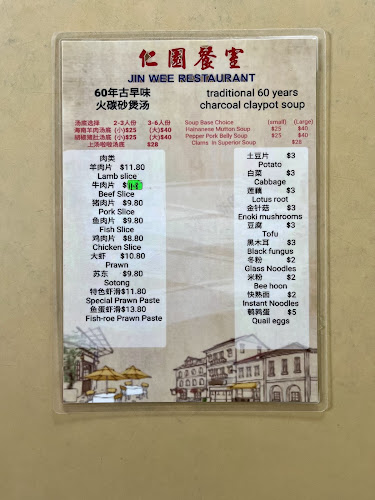 仁國餐室
JIN WEE RESTAURANT
60年古早味 traditional 60 years
火碳砂煲汤 charcoal claypot soup
汤底选择 2-3人份 3-6人份 Soup Base Choice (small) (Large)
海南羊肉汤底 (小)$25 (大)$40 Hainanese Mutton Soup $25 $40
胡椒猪肚汤底 (小)$25 (大)$40 Pepper Pork Belly Soup $25 $40
上汤啦啦汤底 $28 Clams In Superior Soup $28
肉类
羊肉片 $11.80
Lamb slice
牛肉片 $
Beef Slice
猪肉片 $9.80
Pork Slice
鱼肉片 $9.80
Fish Slice
鸡肉片 $8.80
Chicken Slice
大虾 $10.80
Prawn
苏东 $9.80
Sotong
特色虾滑$11.80
Special Prawn Paste
鱼蛋虾滑$13.80
Fish-roe Prawn Paste
土豆片 $3
Potato
白菜 $3
Cabbage
莲藕 $3
Lotus root
金针菇 $3
Enoki mushrooms
豆腐 $3
Tofu
黑木耳 $3
Black fungus
冬粉 $2
Glass Noodles
米粉 $2
Bee hoon
快熟面 $2
Instant Noodles
鹌鹑蛋 $5
Quail eggs